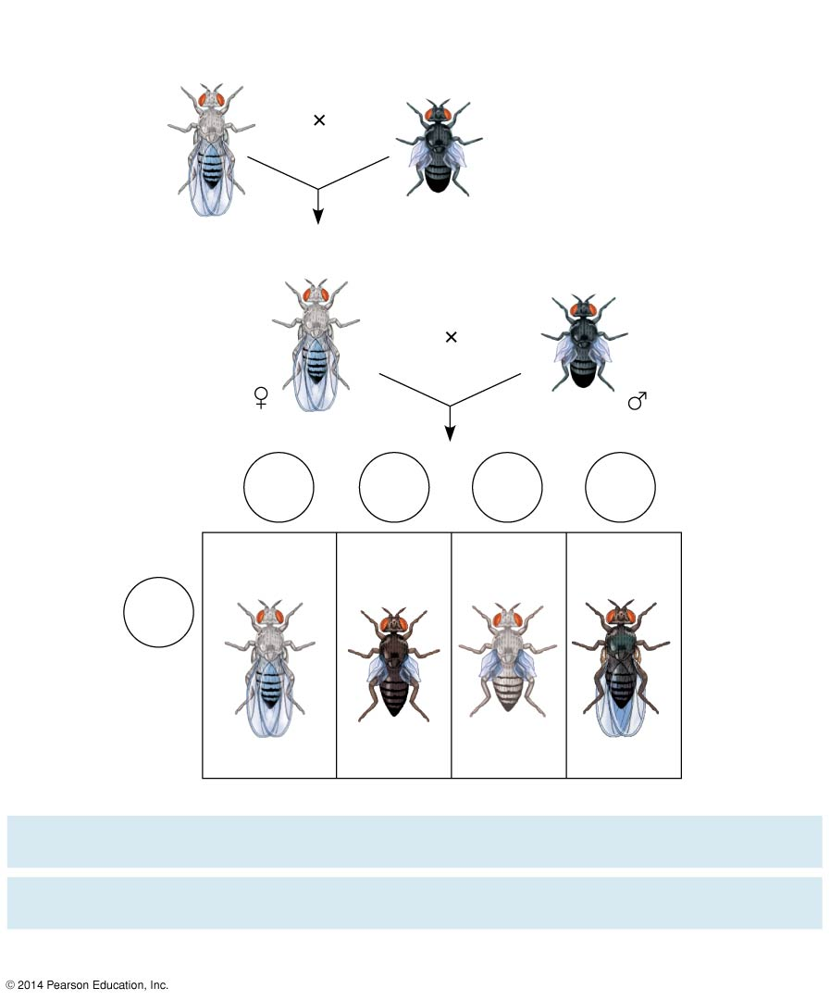 ×
×
♀
♂
© 2014 Pearson Education, Inc.